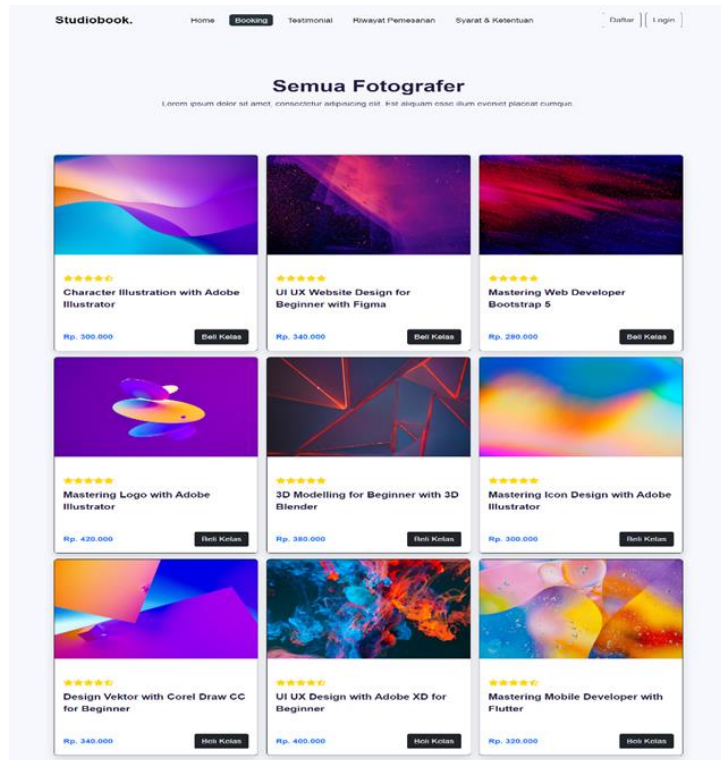 Studiobook.
Home Booking Testimonial Riwayat Pemesanan Syarat & Ketentuan
Daftar Login
Semua Fotografer
Lorem ipsum dolor sit amet, consectetur adipisicing elit. Est aliquam esse illum eveniet placeat cumque.
Character Illustration with Adobe
Illustrator
Rp. 300.000 Beli Kelas
UI UX Website Design for
Beginner with Figma
Rp. 340.000 Beli Kelas
Mastering Web Developer
Bootstrap 5
Rp. 280.000 Beli Kelas
Mastering Logo with Adobe
Illustrator
Rp. 420.000 Beli Kelas
3D Modelling for Beginner with 3D
Blender
Rp. 380.000 Beli Kelas
Mastering Icon Design with Adobe
Illustrator
Rp. 300.000 Beli Kelas
Design Vektor with Corel Draw CC
for Beginner
Rp. 340.000 Beli Kelas
UI UX Design with Adobe XD for
Beginner
Rp. 400.000 Beli Kelas
Mastering Mobile Developer with
Flutter
Rp. 320.000 Beli Kelas